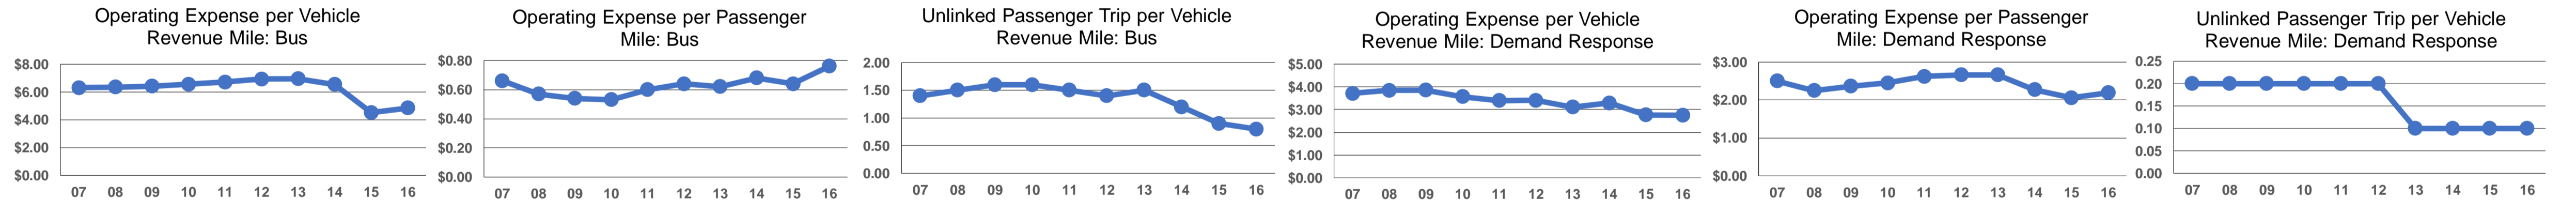 Operating Expense per Vehicle
Revenue Mile: Bus
$8.00
$6.00
$4.00
$2.00
$0.00
07 08 09 10 11 12 13 14 15 16
Operating Expense per Passenger
Mile: Bus
$0.80
$0.60
$0.40
$0.20
$0.00
07 08 09 10 11 12 13 14 15 16
Unlinked Passenger Trip per Vehicle
Revenue Mile: Bus
2.00
1.50
1.00
0.50
0.00
07 08 09 10 11 12 13 14 15 16
Operating Expense per Vehicle
Revenue Mile: Demand Response
$5.00
$4.00
$3.00
$2.00
$1.00
$0.00
07 08 09 10 11 12 13 14 15 16
Operating Expense per Passenger
Mile: Demand Response
$3.00
$2.00
$1.00
$0.00
07 08 09 10 11 12 13 14 15 16
Unlinked Passenger Trip per Vehicle
Revenue Mile: Demand Response
0.25
0.20
0.15
0.10
0.05
0.00
07 08 09 10 11 12 13 14 15 16